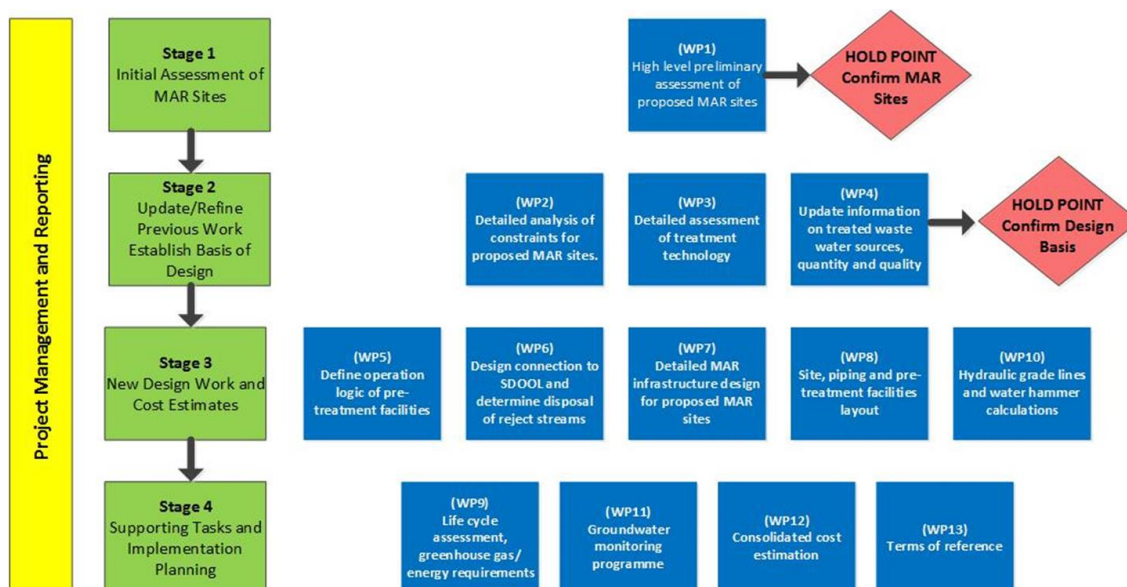 Project Management and Reporting
Stage 1
Initial Assessment of
MAR Sites
(WP1)
High level preliminary
assessment of
proposed MAR sites
HOLD POINT
Confirm MAR
Sites
Stage 2
Update/Refine
Previous Work
Establish Basis of
Design
(WP2)
Detailed analysis of
constraints for
proposed MAR sites.
(WP3)
Detailed assessment
of treatment
technology
(WP4)
Update information
on treated waste
water sources,
quantity and quality
HOLD POINT
Confirm Design
Basis
Stage 3
New Design Work and
Cost Estimates
(WP5)
Define operation
logic of pre-
treatment facilities
(WP6)
Design connection to
SDOOL and
determine disposal
of reject streams
(WP7)
Detailed MAR
infrastructure design
for proposed MAR
sites
(WP8)
Site, piping and pre-
treatment facilities
layout
(WP10)
Hydraulic grade lines
and water hammer
calculations
Stage 4
Supporting Tasks and
Implementation
Planning
(WP9)
Life cycle
assessment,
greenhouse gas/
energy requirements
(WP11)
Groundwater
monitoring
programme
(WP12)
Consolidated cost
estimation
(WP13)
Terms of reference